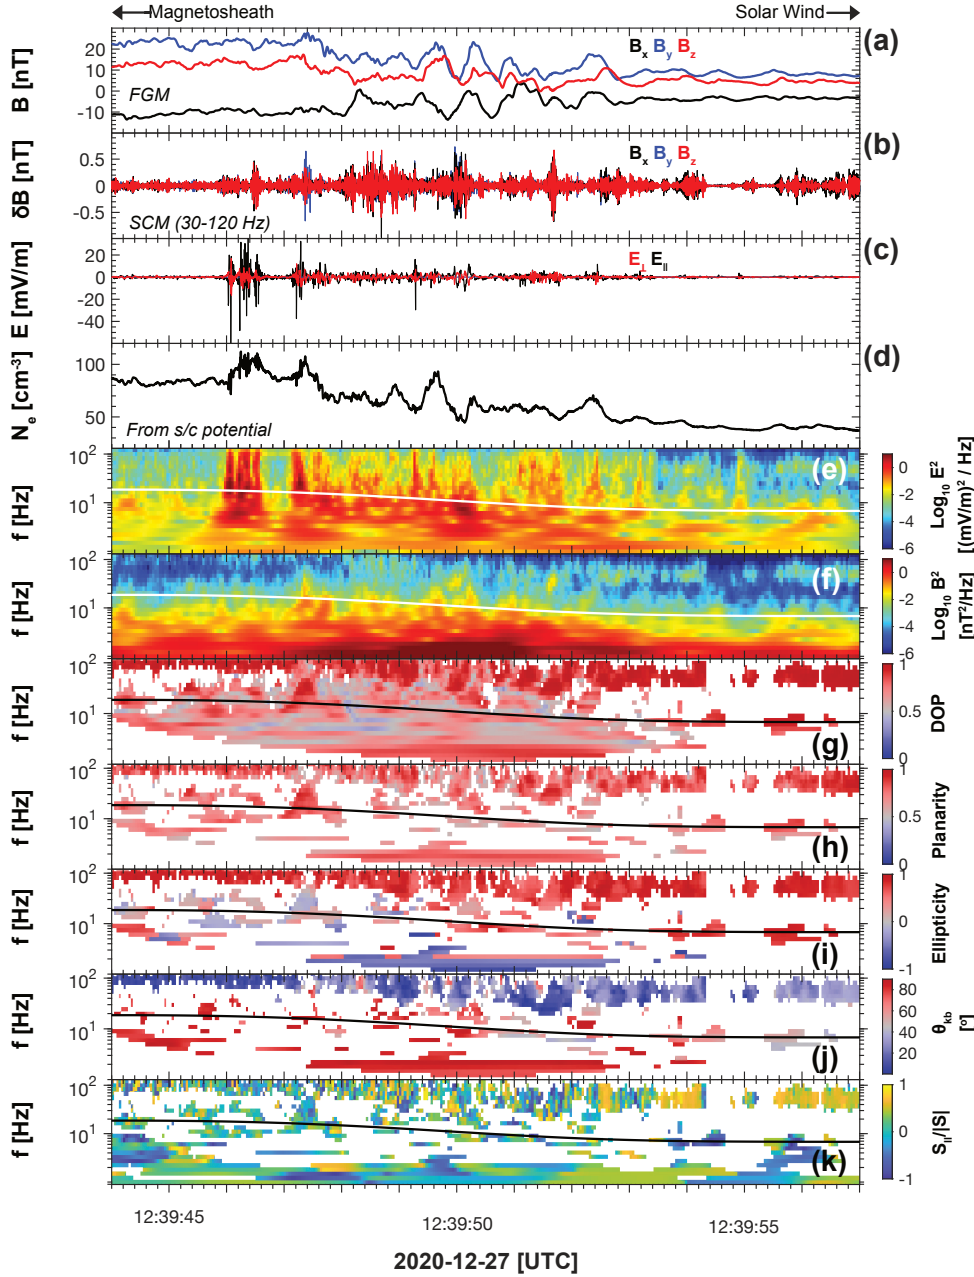 Magnetosheath
Solar Wind
B [nT]
20
10
0
-10
FGM
Bx By Bz
(a)
δB [nT]
0.5
0
-0.5
SCM (30-120 Hz)
Bx By Bz
(b)
E [mV/m]
20
0
-20
-40
E⊥ E||
(c)
Ne [cm-3]
100
50
From s/c potential
(d)
f [Hz]
10²
10¹
(e)
0
-2
-4
-6
Log10 E²
[(mV/m)² / Hz]
f [Hz]
10²
10¹
(f)
0
-2
-4
-6
Log10 B²
[nT²/Hz]
f [Hz]
10²
10¹
(g)
1
0.5
0
DOP
f [Hz]
10²
10¹
(h)
1
0.5
0
Planarity
f [Hz]
10²
10¹
(i)
1
0
-1
Ellipticity
f [Hz]
10²
10¹
(j)
80
60
40
20
θkb
[°]
f [Hz]
10²
10¹
(k)
1
0
-1
S||/|S|
12:39:45
12:39:50
12:39:55
2020-12-27 [UTC]